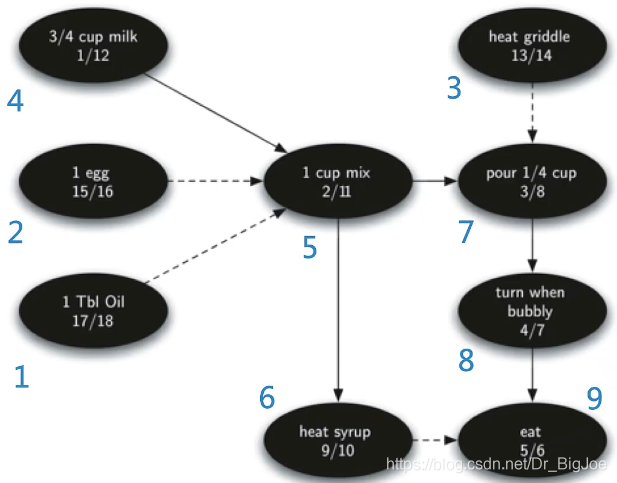 3/4 cup milk
1/12
4
heat griddle
13/14
3
1 egg
15/16
2
1 cup mix
2/11
5
pour 1/4 cup
3/8
7
1 Tbl Oil
17/18
1
turn when
bubbly
4/7
8
6
heat syrup
9/10
9
eat
5/6
https://blog.csdn.net/Dr_BigJoe